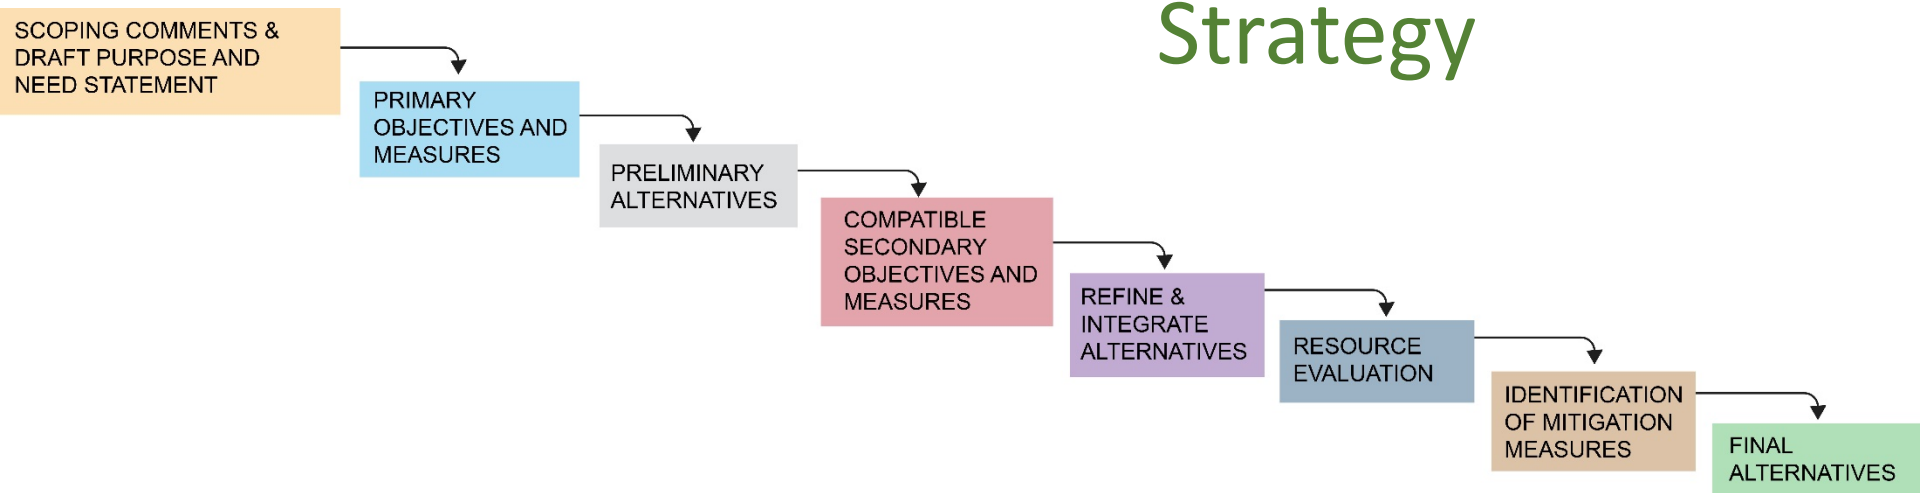 Strategy
SCOPING COMMENTS &
DRAFT PURPOSE AND
NEED STATEMENT
PRIMARY
OBJECTIVES AND
MEASURES
PRELIMINARY
ALTERNATIVES
COMPATIBLE
SECONDARY
OBJECTIVES AND
MEASURES
REFINE &
INTEGRATE
ALTERNATIVES
RESOURCE
EVALUATION
IDENTIFICATION
OF MITIGATION
MEASURES
FINAL
ALTERNATIVES